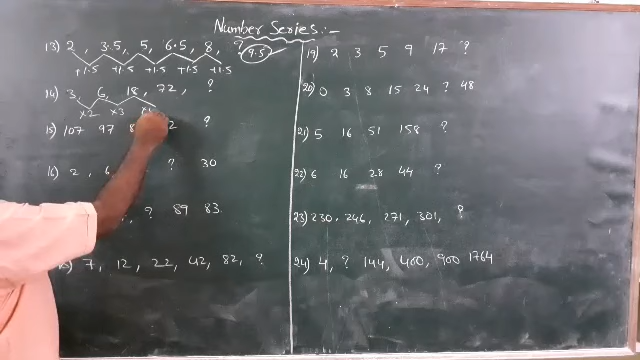 Number Series:-
13) 2, 3.5, 5, 6.5, 8, ? 9.5
+1.5 +1.5 +1.5 +1.5 +1.5
14) 3, 6, 18, 72, ?
×2 ×3
15) 107 97 ?
16) 2, 6 ? 30
? 89 83
7, 12, 22, 42, 82, ?
19) 2 3 5 9 17 ?
20) 0 3 8 15 24 ? 48
21) 5 16 51 158 ?
22) 6 16 28 44 ?
23) 230, 246, 271, 301, ?
24) 4, ? 144, 400, 900 1764